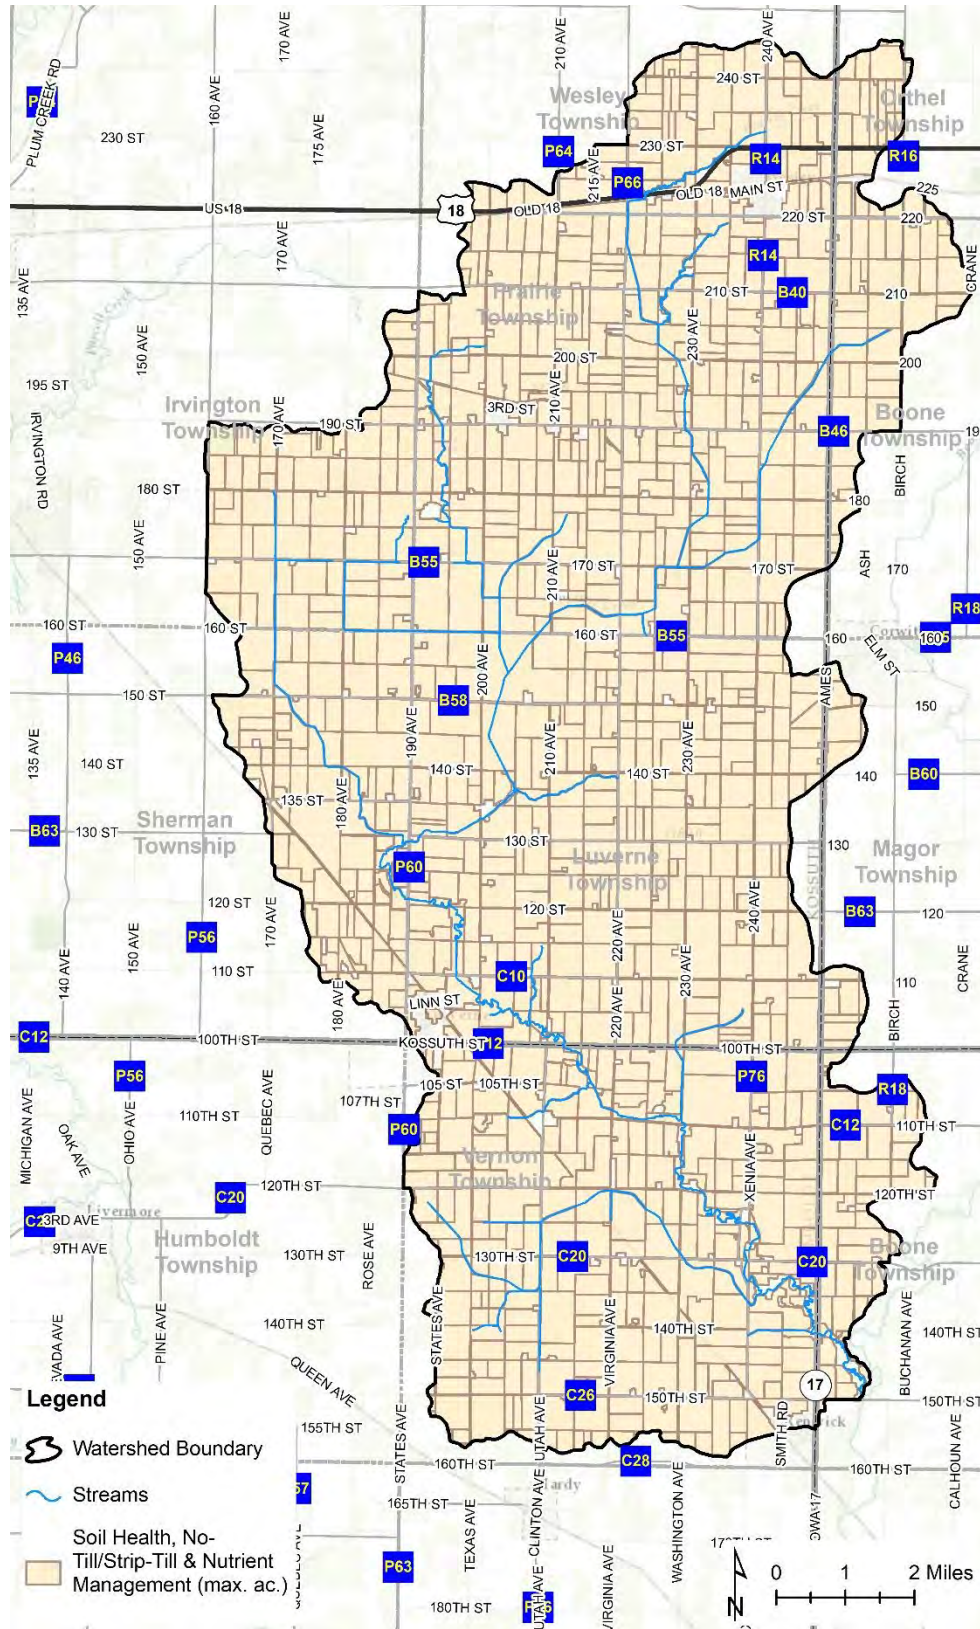 170 AVE
210 AVE
240 AVE
PLUM CREEK RD
160 AVE
240 ST
Wesley
Township
Orthel
Township
230 ST
175 AVE
P64
230 ST
R14
R16
215 AVE
P66
OLD 18
MAIN ST
225
US 18
18
OLD 18
220 ST
220
170 AVE
R14
CRANE
135 AVE
Prairie
Township
210 ST
B40
210
150 AVE
230 AVE
200 ST
200
195 ST
210 AVE
3RD ST
Irvington
Township
170 AVE
190 ST
Boone
Township
B46
IRVINGTON RD
180 ST
180
BIRCH
150 AVE
B55
210 AVE
170 ST
170 ST
ASH
170
R18
160 ST
160 ST
160 ST
B55
160
ELM ST
P46
200 AVE
150 ST
B58
AMES
150
135 AVE
190 AVE
210 AVE
230 AVE
140 ST
140 ST
140 ST
140
B60
180 AVE
135 ST
Sherman
Township
B63
130 ST
130 ST
130
KOSSUTH
Luverne
Township
Magor
Township
P60
120 ST
120 ST
B63
120
170 AVE
P56
150 AVE
240 AVE
220 AVE
230 AVE
110 ST
140 AVE
C10
110
CRANE
180 AVE
LINN ST
220 AVE
BIRCH
C12
100TH ST
KOSSUTH ST
100TH ST
P56
105 ST
105TH ST
P76
R18
MICHIGAN AVE
OHIO AVE
110TH ST
QUEBEC AVE
107TH ST
P60
C12
110TH ST
OAK AVE
Vernon
Township
XENIA AVE
120TH ST
120TH ST
C20
Livermore
3RD AVE
9TH AVE
Humboldt
Township
130TH ST
ROSE AVE
130TH ST
C20
C20
Boone
Township
140TH ST
STATES AVE
VIRGINIA AVE
140TH ST
140TH ST
PINE AVE
BUCHANAN AVE
QUEEN AVE
17
Legend
C26
150TH ST
150TH ST
155TH ST
UTAH AVE
SMITH RD
Watershed Boundary
STATES AVE
160TH ST
C28
160TH ST
CALHOUN AVE
Streams
165TH ST
Hardy
CLINTON AVE
WASHINGTON AVE
TEXAS AVE
Soil Health, No-
Till/Strip-Till & Nutrient
Management (max. ac.)
P63
UTAH AVE
VIRGINIA AVE
180TH ST
N
0 1 2 Miles